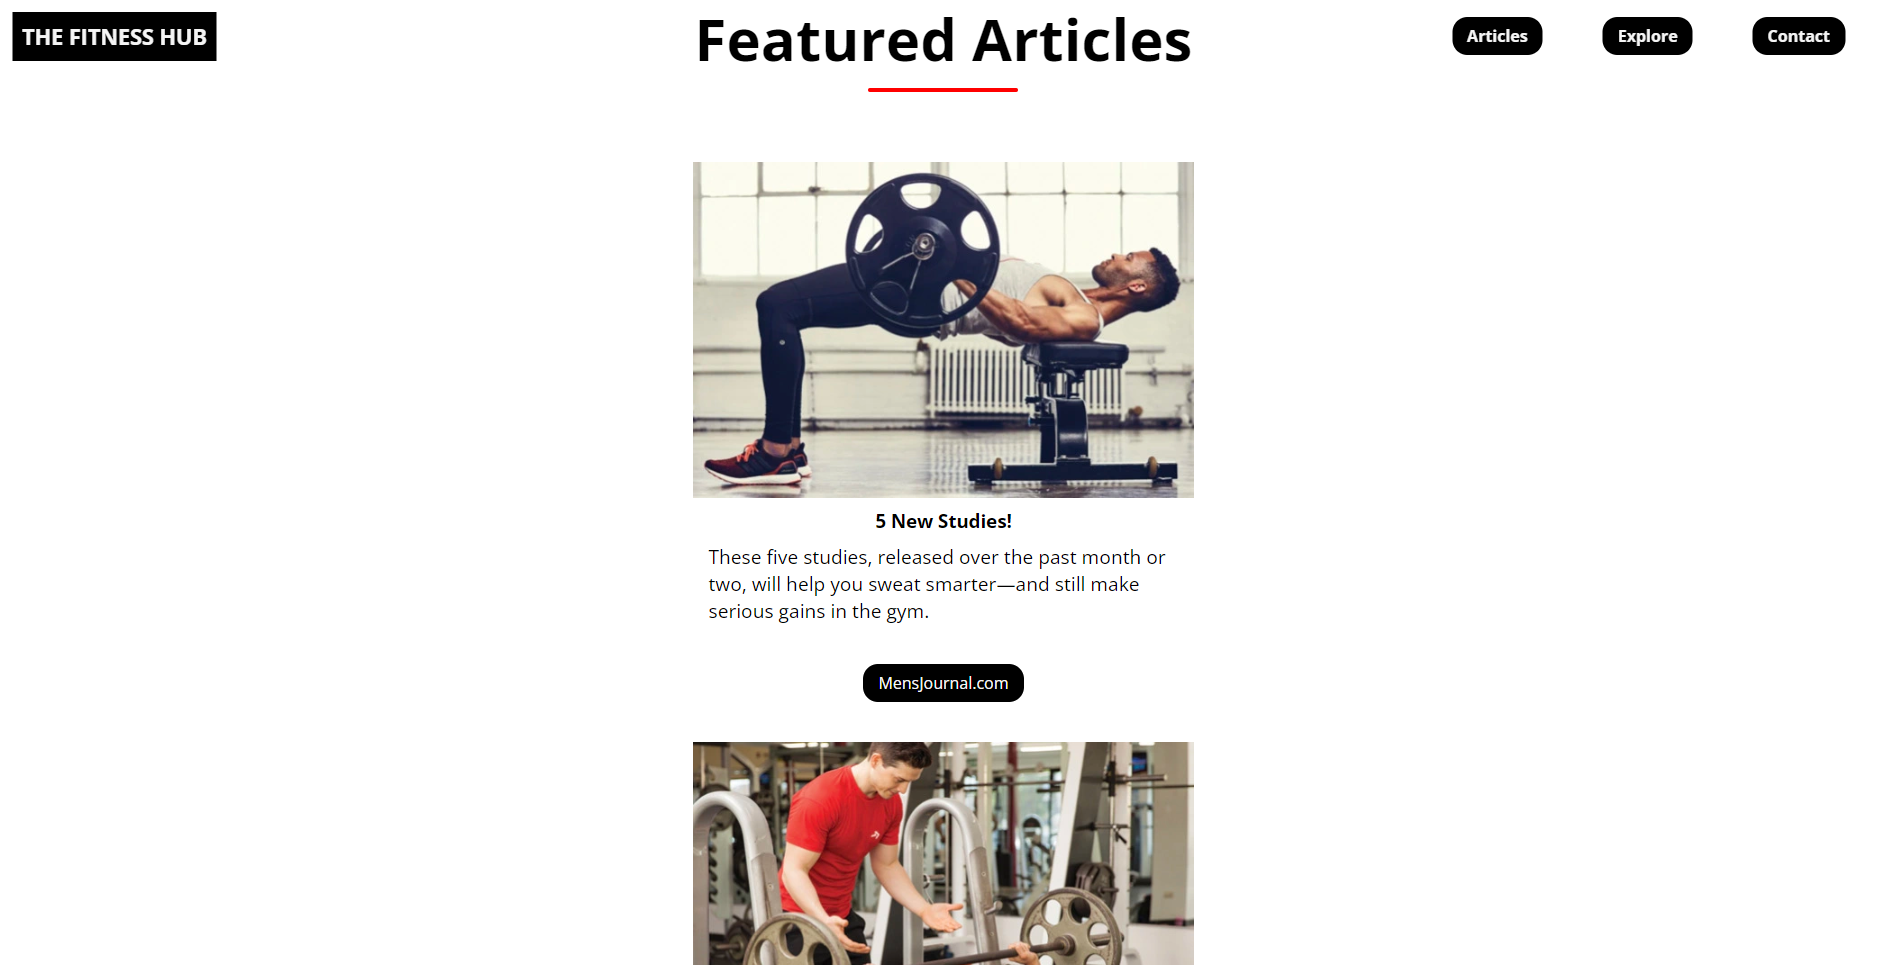 THE FITNESS HUB
Featured Articles
Articles
Explore
Contact
5 New Studies!
These five studies, released over the past month or
two, will help you sweat smarter—and still make
serious gains in the gym.
MensJournal.com